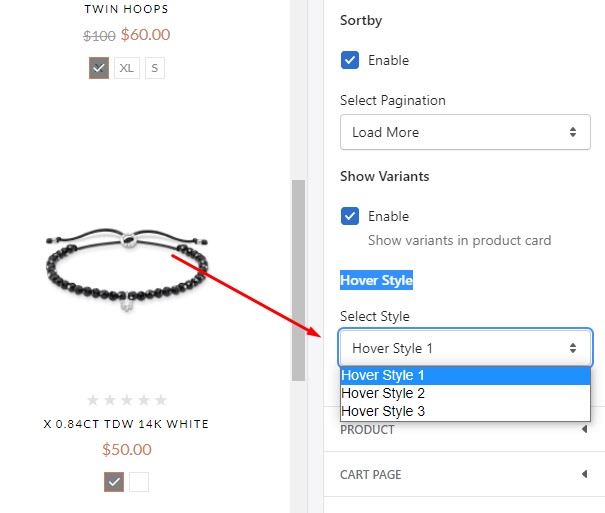 TWIN HOOPS
$100 $60.00
XL S
X 0.84CT TDW 14K WHITE
$50.00
Sortby
Enable
Select Pagination
Load More
Show Variants
Enable
Show variants in product card
Hover Style
Select Style
Hover Style 1
Hover Style 1
Hover Style 2
Hover Style 3
PRODUCT
CART PAGE